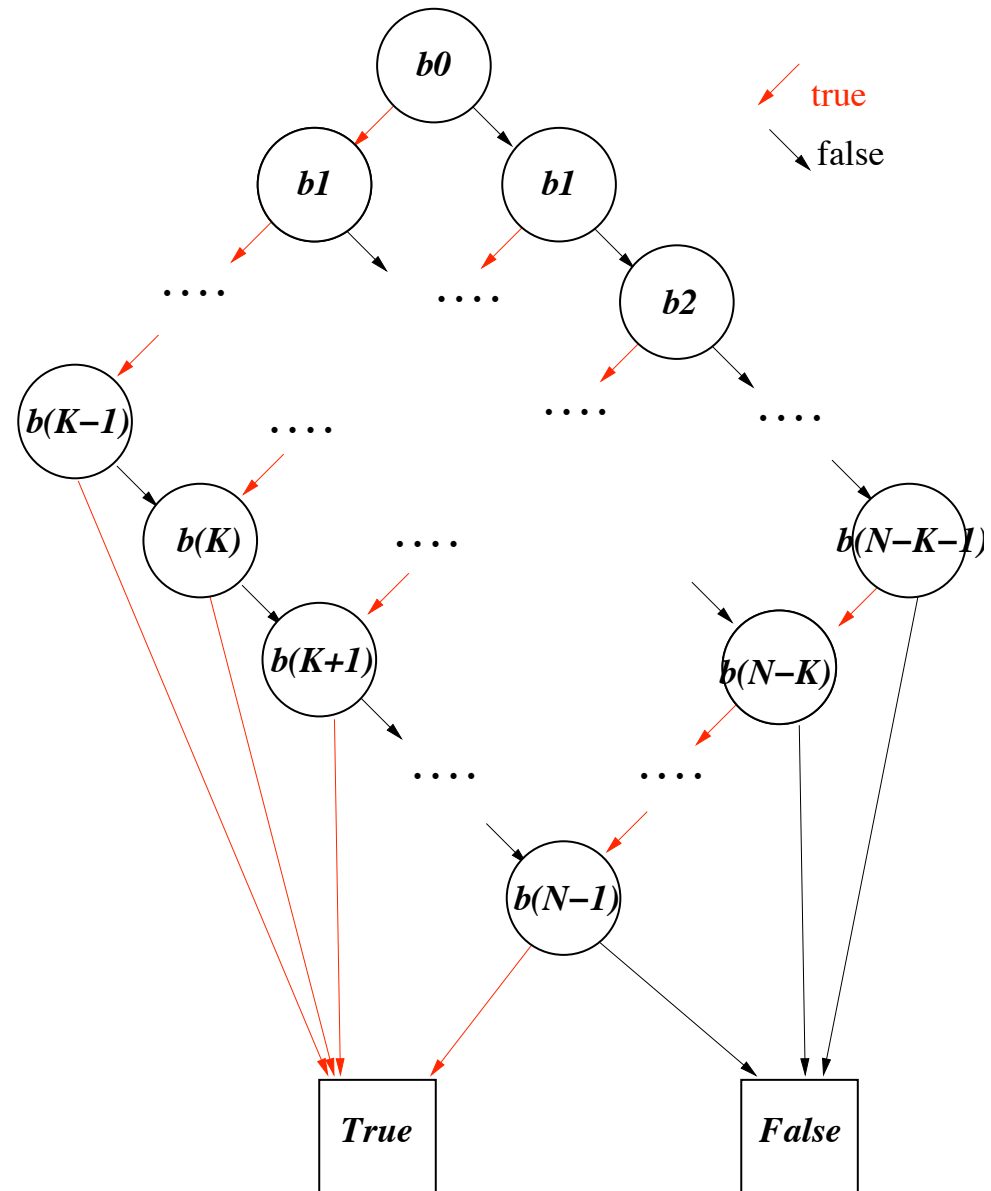 b0
true
false
b1
b1
....
....
b2
b(K−1)
....
....
....
b(K)
....
b(N−K−1)
b(K+1)
b(N−K)
....
....
b(N−1)
True
False